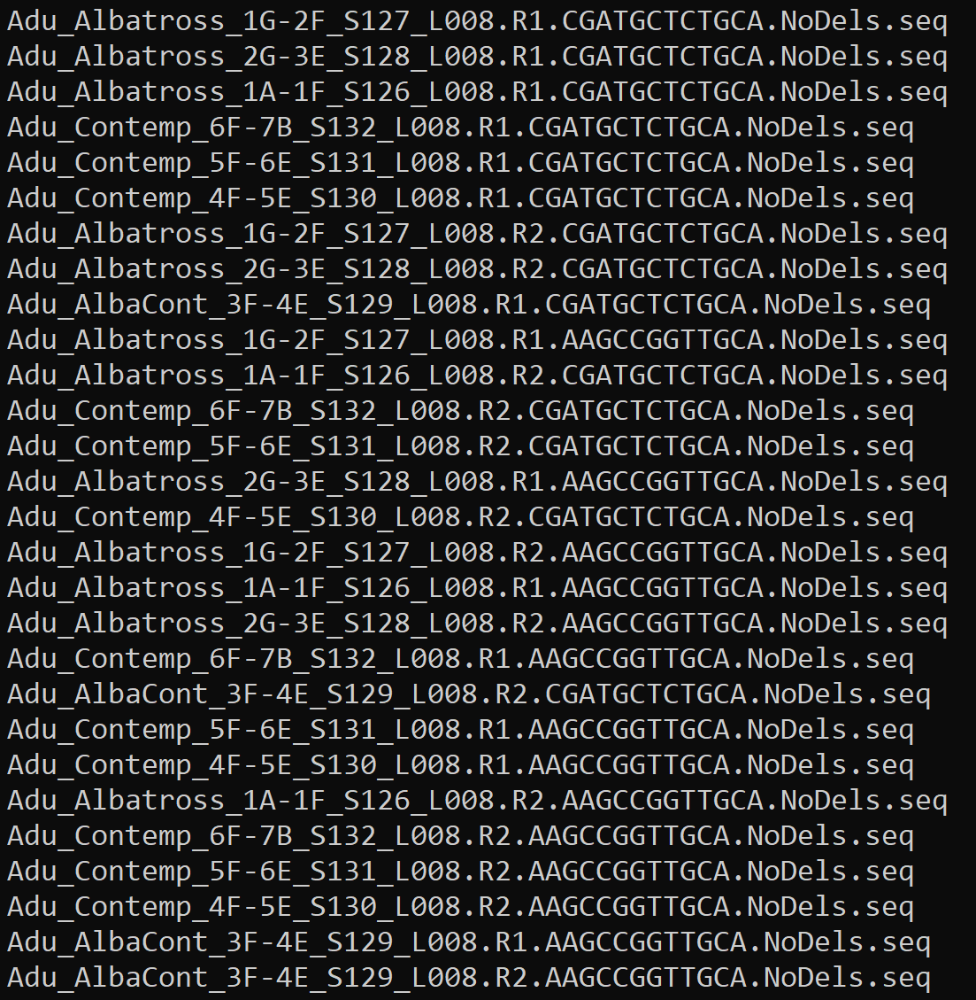 Adu_Albatross_1G-2F_S127_L008.R1.CGATGCTCTGCA.NoDels.seq
Adu_Albatross_2G-3E_S128_L008.R1.CGATGCTCTGCA.NoDels.seq
Adu_Albatross_1A-1F_S126_L008.R1.CGATGCTCTGCA.NoDels.seq
Adu_Contemp_6F-7B_S132_L008.R1.CGATGCTCTGCA.NoDels.seq
Adu_Contemp_5F-6E_S131_L008.R1.CGATGCTCTGCA.NoDels.seq
Adu_Contemp_4F-5E_S130_L008.R1.CGATGCTCTGCA.NoDels.seq
Adu_Albatross_1G-2F_S127_L008.R2.CGATGCTCTGCA.NoDels.seq
Adu_Albatross_2G-3E_S128_L008.R2.CGATGCTCTGCA.NoDels.seq
Adu_AlbaCont_3F-4E_S129_L008.R1.CGATGCTCTGCA.NoDels.seq
Adu_Albatross_1G-2F_S127_L008.R1.AAGCCGGTTGCA.NoDels.seq
Adu_Albatross_1A-1F_S126_L008.R2.CGATGCTCTGCA.NoDels.seq
Adu_Contemp_6F-7B_S132_L008.R2.CGATGCTCTGCA.NoDels.seq
Adu_Contemp_5F-6E_S131_L008.R2.CGATGCTCTGCA.NoDels.seq
Adu_Albatross_2G-3E_S128_L008.R1.AAGCCGGTTGCA.NoDels.seq
Adu_Contemp_4F-5E_S130_L008.R2.CGATGCTCTGCA.NoDels.seq
Adu_Albatross_1G-2F_S127_L008.R2.AAGCCGGTTGCA.NoDels.seq
Adu_Albatross_1A-1F_S126_L008.R1.AAGCCGGTTGCA.NoDels.seq
Adu_Albatross_2G-3E_S128_L008.R2.AAGCCGGTTGCA.NoDels.seq
Adu_Contemp_6F-7B_S132_L008.R1.AAGCCGGTTGCA.NoDels.seq
Adu_AlbaCont_3F-4E_S129_L008.R2.CGATGCTCTGCA.NoDels.seq
Adu_Contemp_5F-6E_S131_L008.R1.AAGCCGGTTGCA.NoDels.seq
Adu_Contemp_4F-5E_S130_L008.R1.AAGCCGGTTGCA.NoDels.seq
Adu_Albatross_1A-1F_S126_L008.R2.AAGCCGGTTGCA.NoDels.seq
Adu_Contemp_6F-7B_S132_L008.R2.AAGCCGGTTGCA.NoDels.seq
Adu_Contemp_5F-6E_S131_L008.R2.AAGCCGGTTGCA.NoDels.seq
Adu_Contemp_4F-5E_S130_L008.R2.AAGCCGGTTGCA.NoDels.seq
Adu_AlbaCont_3F-4E_S129_L008.R1.AAGCCGGTTGCA.NoDels.seq
Adu_AlbaCont_3F-4E_S129_L008.R2.AAGCCGGTTGCA.NoDels.seq